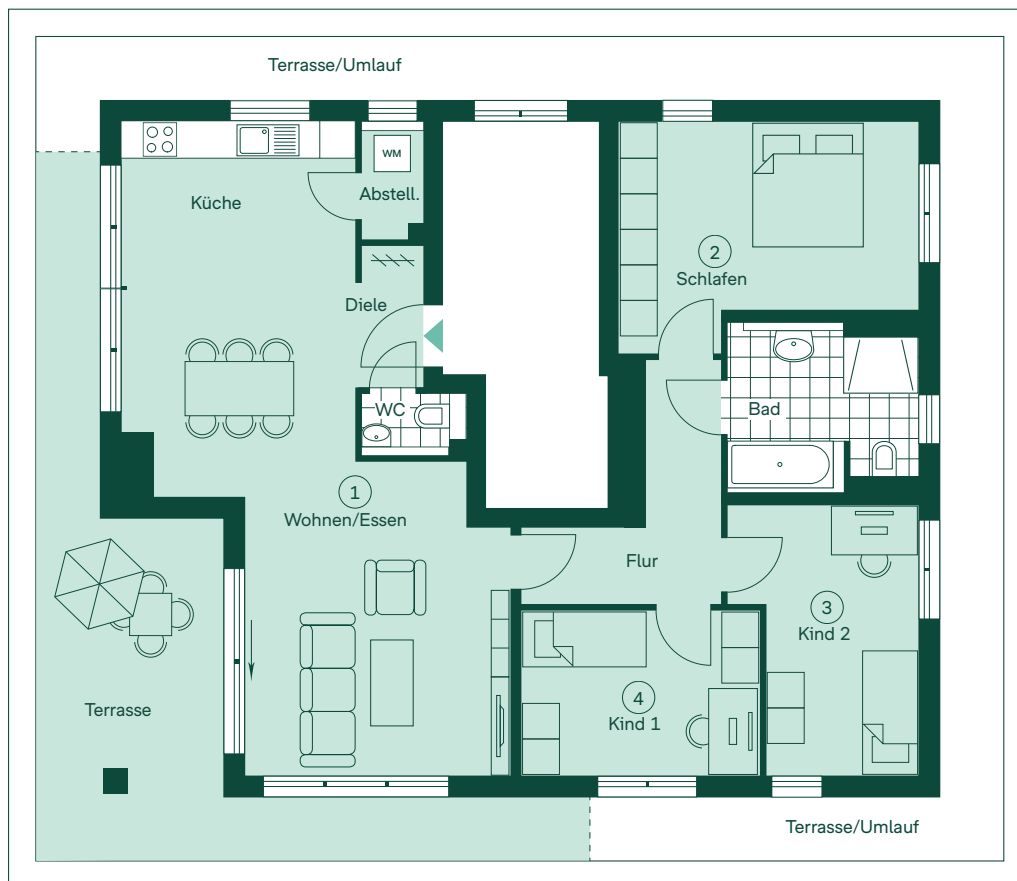 Terrasse/Umlauf
WM
Küche
Abstell.
2
Schlafen
Diele
WC
Bad
1
Wohnen/Essen
Flur
3
Kind 2
4
Kind 1
Terrasse
Terrasse/Umlauf